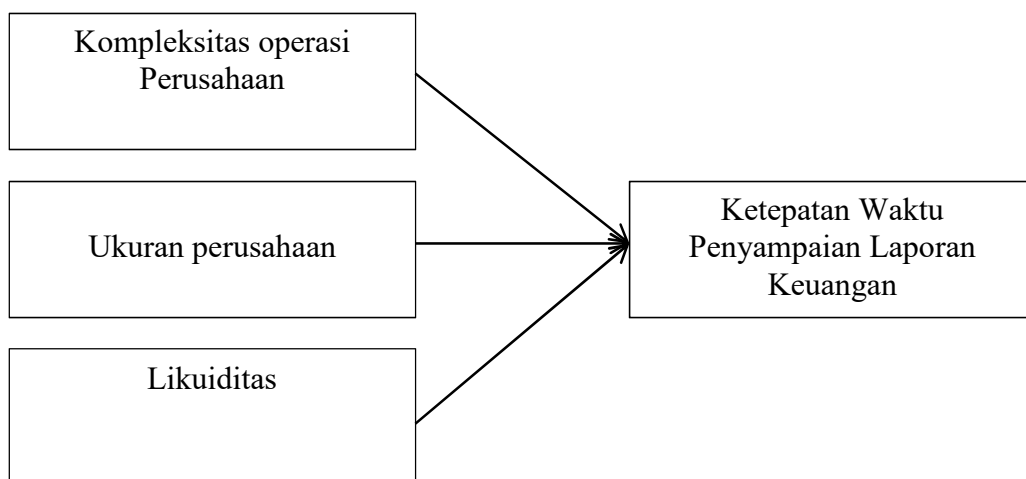 Kompleksitas operasi
Perusahaan
Ukuran perusahaan
Likuiditas
Ketepatan Waktu
Penyampaian Laporan
Keuangan